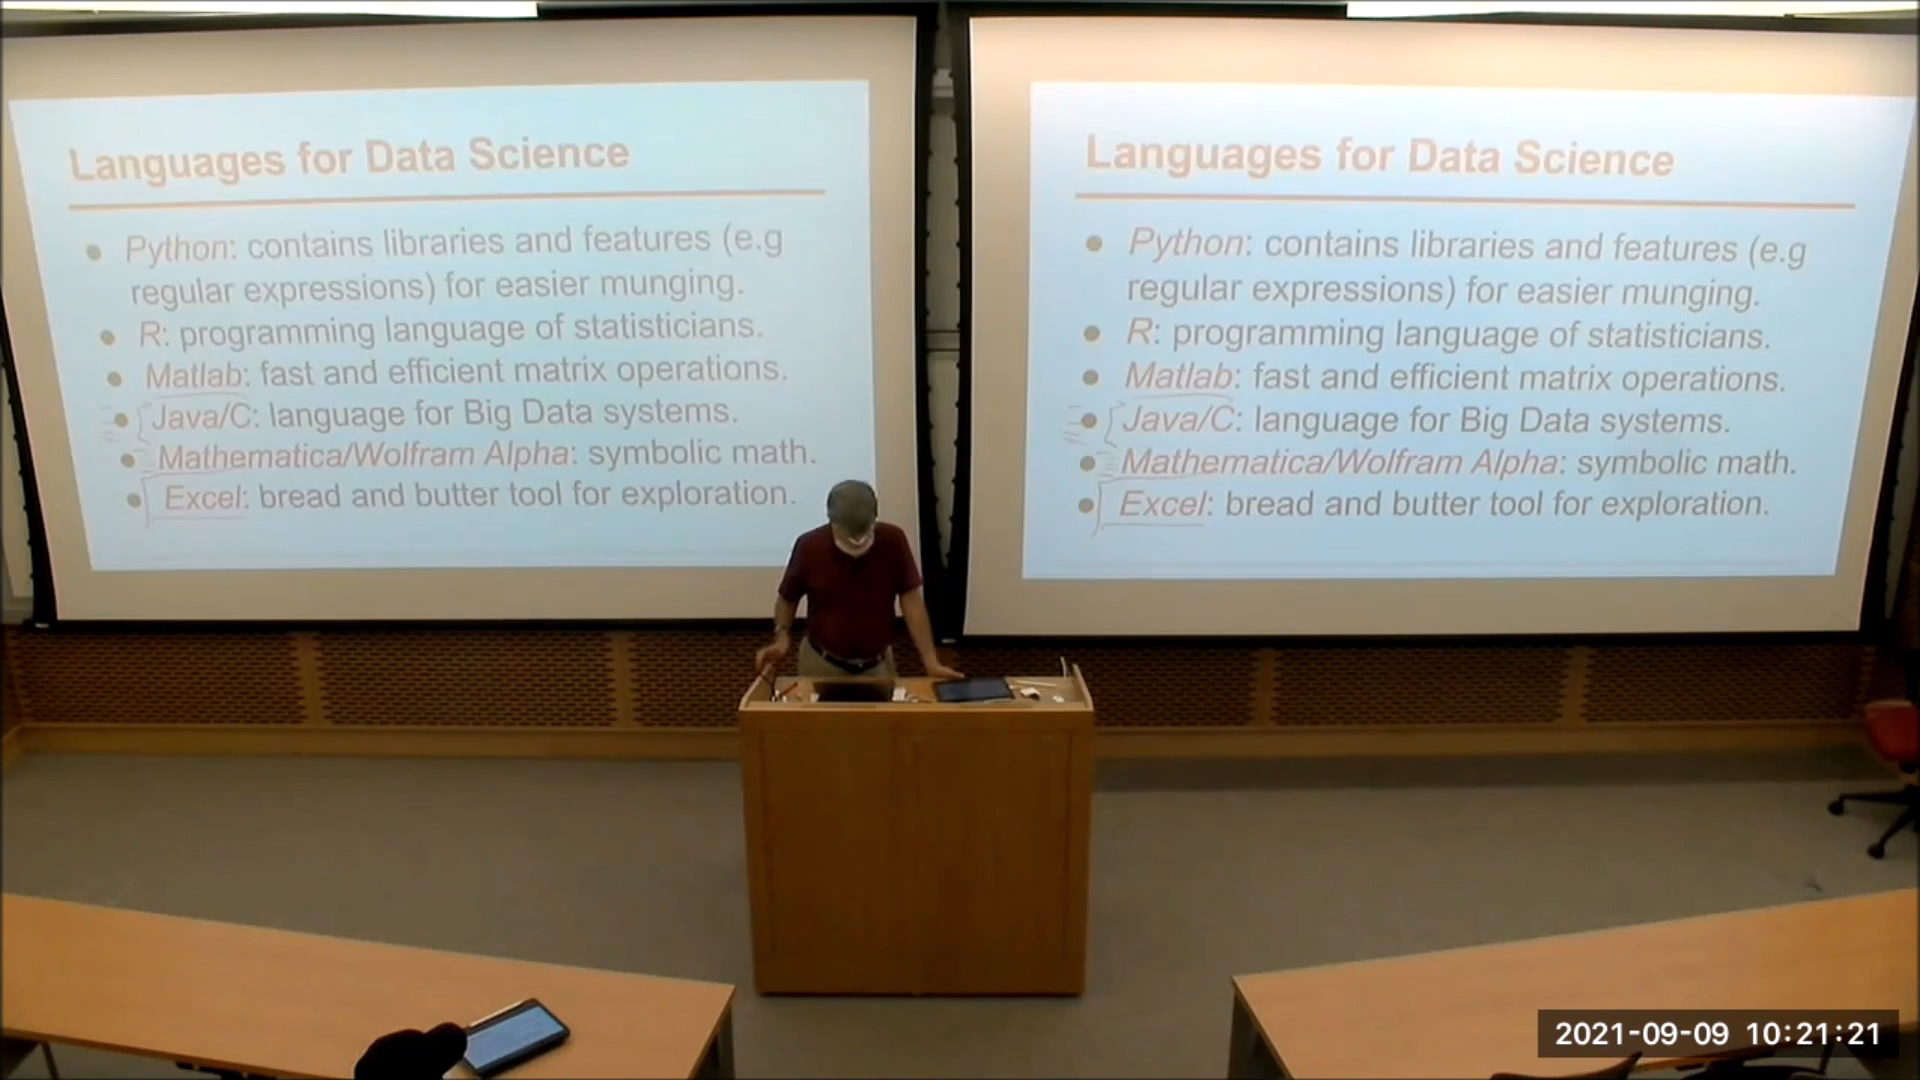 Languages for Data Science
Python: contains libraries and features (e.g
regular expressions) for easier munging.
R: programming language of statisticians.
Matlab: fast and efficient matrix operations.
Java/C: language for Big Data systems.
Mathematica/Wolfram Alpha: symbolic math.
Excel: bread and butter tool for exploration.
Languages for Data Science
Python: contains libraries and features (e.g
regular expressions) for easier munging.
R: programming language of statisticians.
Matlab: fast and efficient matrix operations.
Java/C: language for Big Data systems.
Mathematica/Wolfram Alpha: symbolic math.
Excel: bread and butter tool for exploration.
2021-09-09 10:21:21